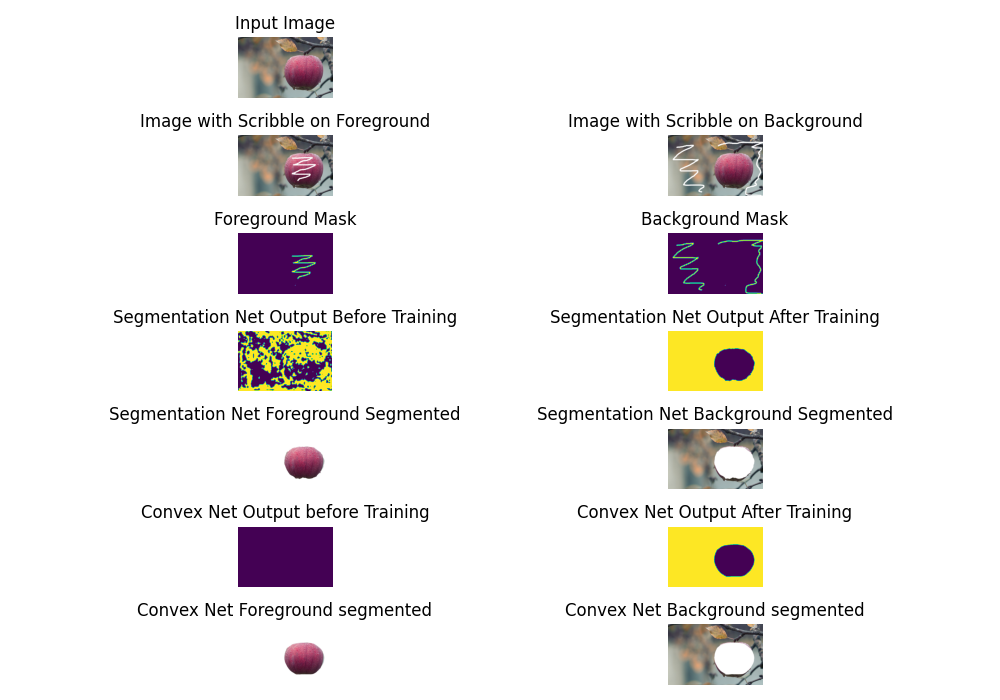 Input Image
Image with Scribble on Foreground
Image with Scribble on Background
Foreground Mask
Background Mask
Segmentation Net Output Before Training
Segmentation Net Output After Training
Segmentation Net Foreground Segmented
Segmentation Net Background Segmented
Convex Net Output before Training
Convex Net Output After Training
Convex Net Foreground segmented
Convex Net Background segmented